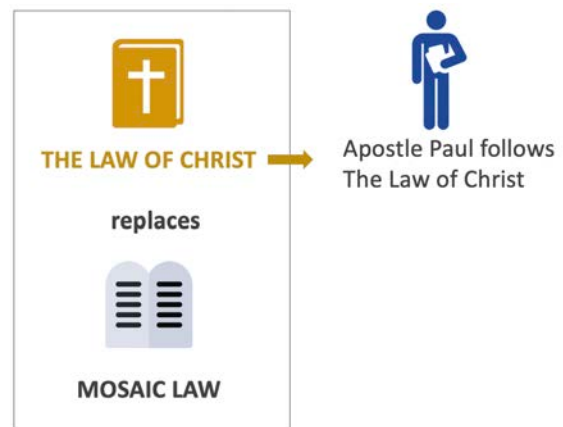 THE LAW OF CHRIST
replaces
MOSAIC LAW
Apostle Paul follows
The Law of Christ